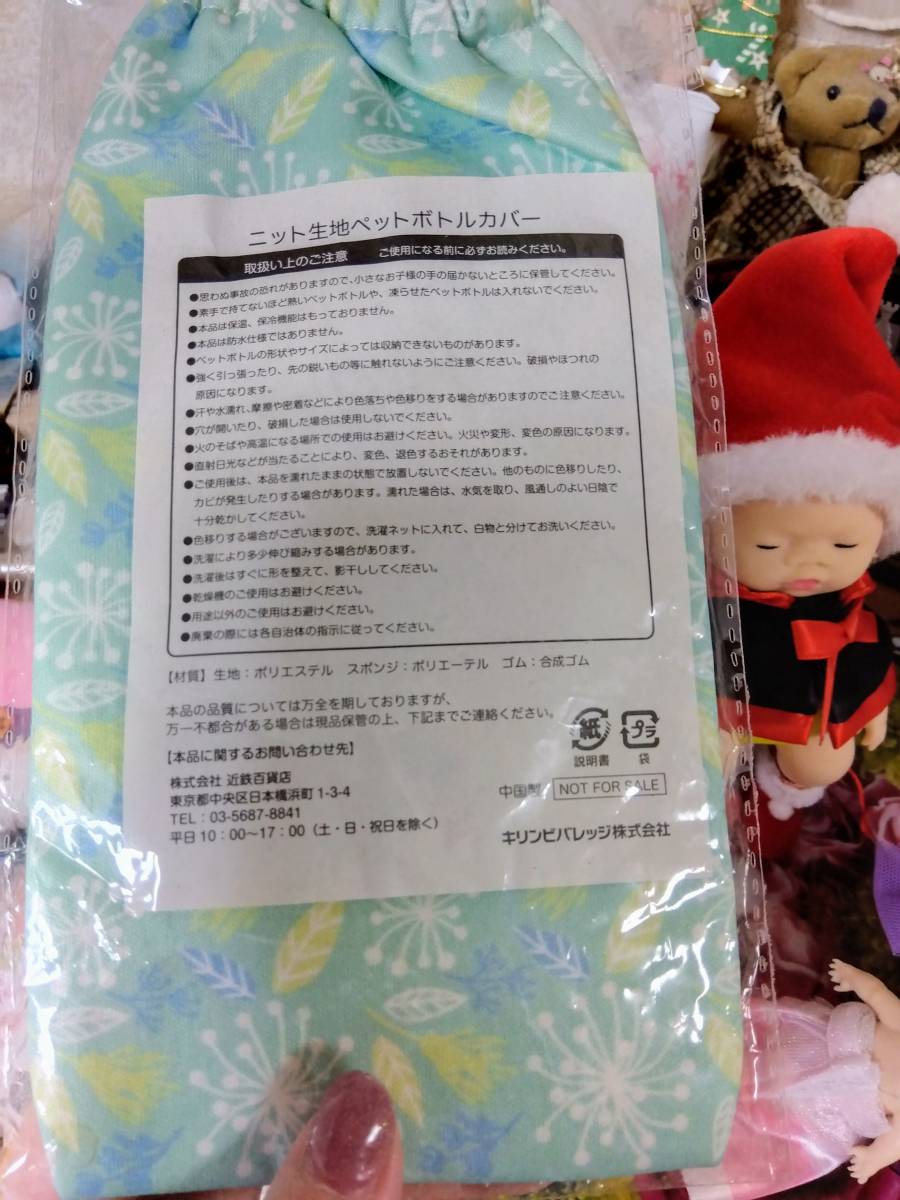 ニット生地ペットボトルカバー
取扱い上のご注意 ご使用になる前に必ずお読みください。
●思わぬ事故の恐れがありますので、小さなお子様の手の届かないところに保管してください。
●素手で持てないほど熱いペットボトルや、凍らせたペットボトルは入れないでください。
●本品は保温、保冷機能はもっておりません。
●本品は防水仕様ではありません。
●ペットボトルの形状やサイズによっては収納できないものがあります。
●強く引っ張ったり、先の鋭いもの等に触れないようにご注意ください。破損やほつれの
原因になります。
●汗や水濡れ、摩擦や密着などにより色落ちや色移りをする場合がありますのでご注意ください。
●穴が開いたり、破損した場合は使用しないでください。
●火のそばや高温になる場所での使用はお避けください。火災や変形、変色の原因になります。
●直射日光などが当たることにより、変色、退色するおそれがあります。
●ご使用後は、本品を濡れたままの状態で放置しないでください。他のものに色移りしたり、
カビが発生したりする場合があります。濡れた場合は、水気を取り、風通しのよい日陰で
十分乾かしてください。
●色移りする場合がございますので、洗濯ネットに入れて、白物と分けてお洗いください。
●洗濯により多少伸び縮みする場合があります。
●洗濯後はすぐに形を整えて、影干ししてください。
●乾燥機のご使用はお避けください。
●用途以外のご使用はお避けください。
●廃棄の際には各自治体の指示に従ってください。
【材質】生地：ポリエステル スポンジ：ポリエーテル ゴム：合成ゴム
本品の品質については万全を期しておりますが、
万一不都合がある場合は現品保管の上、下記までご連絡ください。
紙 プラ
説明書 袋
【本品に関するお問い合わせ先】
株式会社 近鉄百貨店
東京都中央区日本橋浜町1-3-4
TEL：03-5687-8841
平日10：00〜17：00（土・日・祝日を除く）
中国製 NOT FOR SALE
キリンビバレッジ株式会社